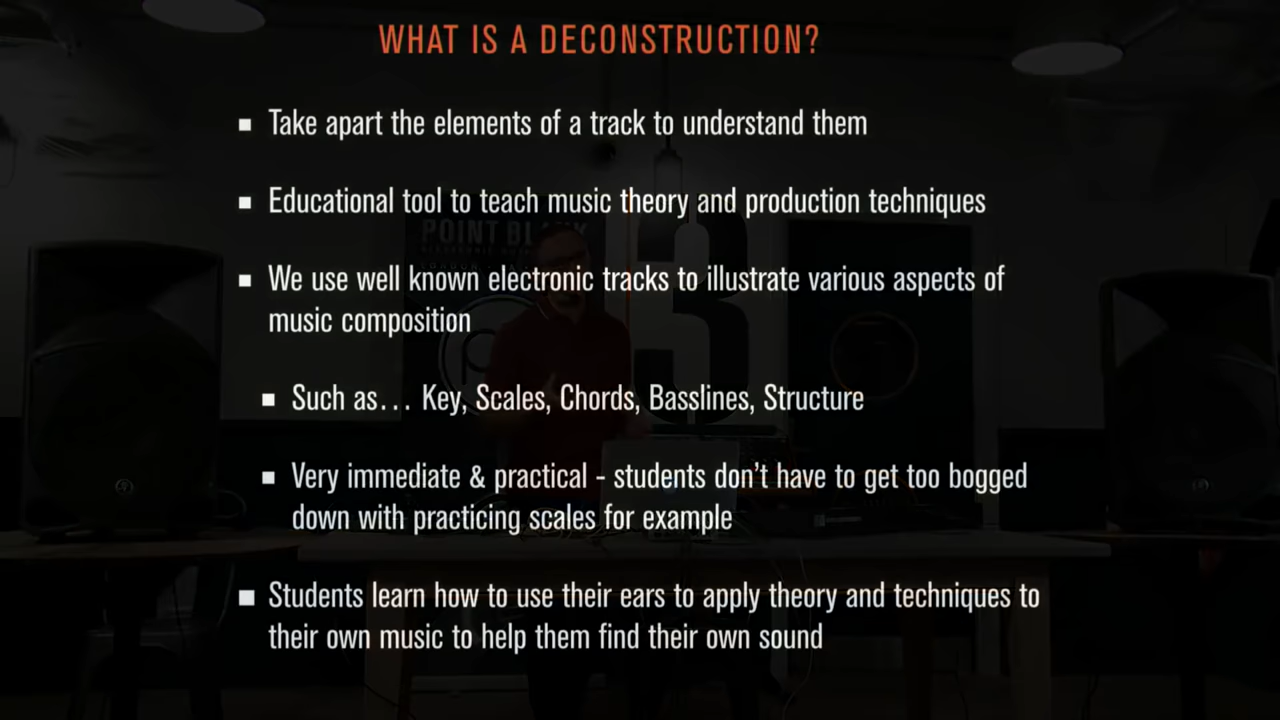 WHAT IS A DECONSTRUCTION?
▪ Take apart the elements of a track to understand them
▪ Educational tool to teach music theory and production techniques
▪ We use well known electronic tracks to illustrate various aspects of
music composition
▪ Such as... Key, Scales, Chords, Basslines, Structure
▪ Very immediate & practical - students don't have to get too bogged
down with practicing scales for example
▪ Students learn how to use their ears to apply theory and techniques to
their own music to help them find their own sound
POINT BLACK
3